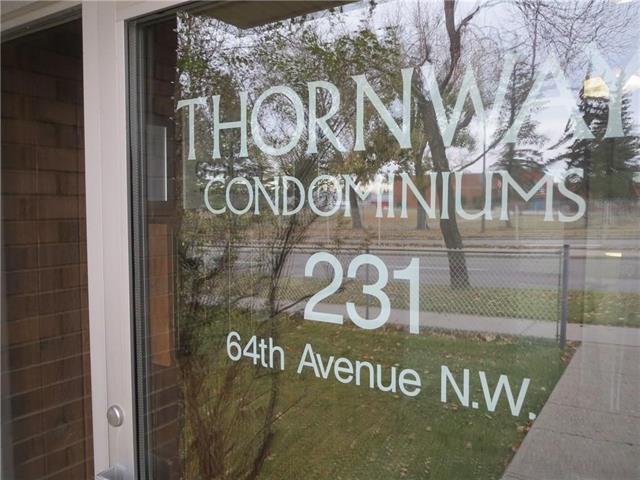 THORNWAY
CONDOMINIUMS
231
64th Avenue N.W.